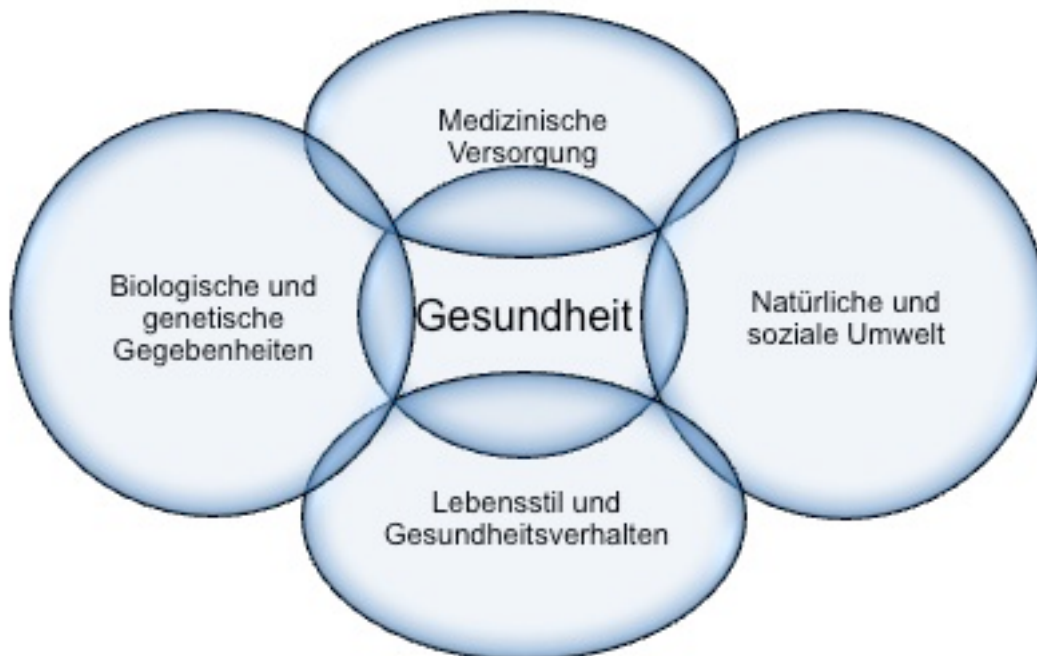 Medizinische
Versorgung
Biologische und
genetische
Gegebenheiten
Gesundheit
Natürliche und
soziale Umwelt
Lebensstil und
Gesundheitsverhalten